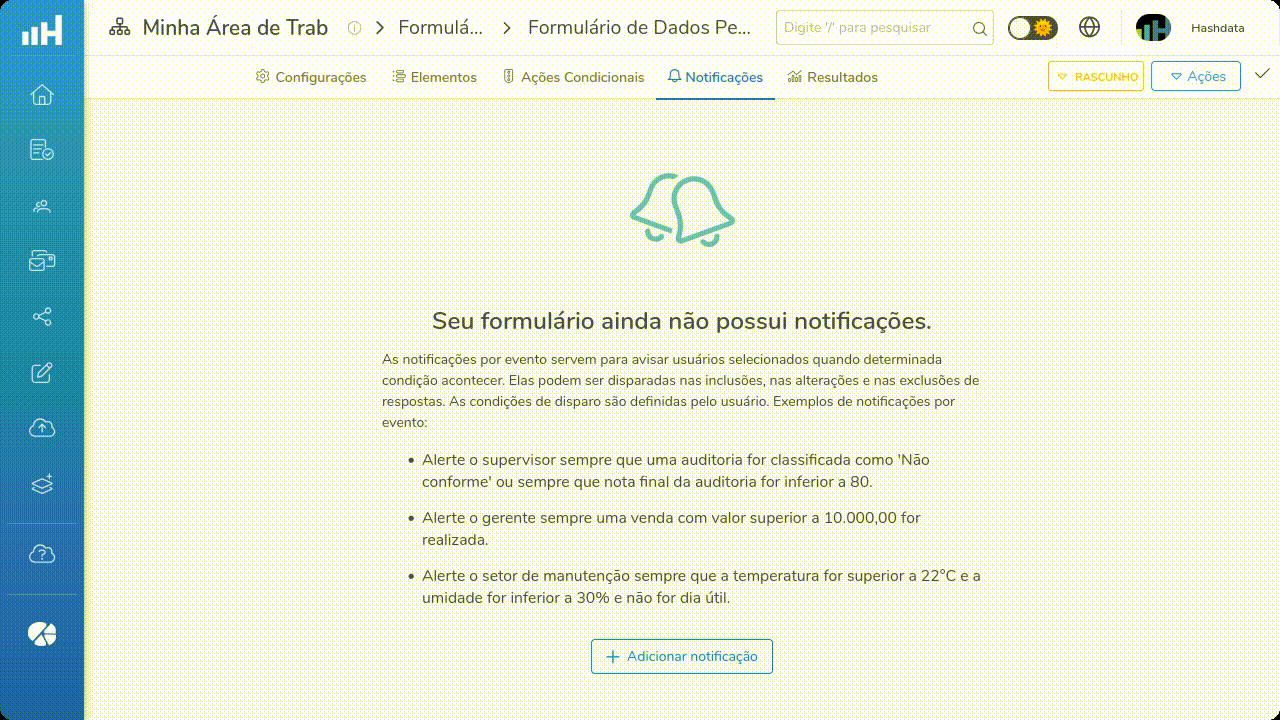 Minha Área de Trab
Formulá...
Formulário de Dados Pe...
Digite '/' para pesquisar
Hashdata
Configurações
Elementos
Ações Condicionais
Notificações
Resultados
RASCUNHO
Ações
Seu formulário ainda não possui notificações.
As notificações por evento servem para avisar usuários selecionados quando determinada
condição acontecer. Elas podem ser disparadas nas inclusões, nas alterações e nas exclusões de
respostas. As condições de disparo são definidas pelo usuário. Exemplos de notificações por
evento:
• Alerte o supervisor sempre que uma auditoria for classificada como 'Não
conforme' ou sempre que nota final da auditoria for inferior a 80.
• Alerte o gerente sempre uma venda com valor superior a 10.000,00 for
realizada.
• Alerte o setor de manutenção sempre que a temperatura for superior a 22°C e a
umidade for inferior a 30% e não for dia útil.
Adicionar notificação